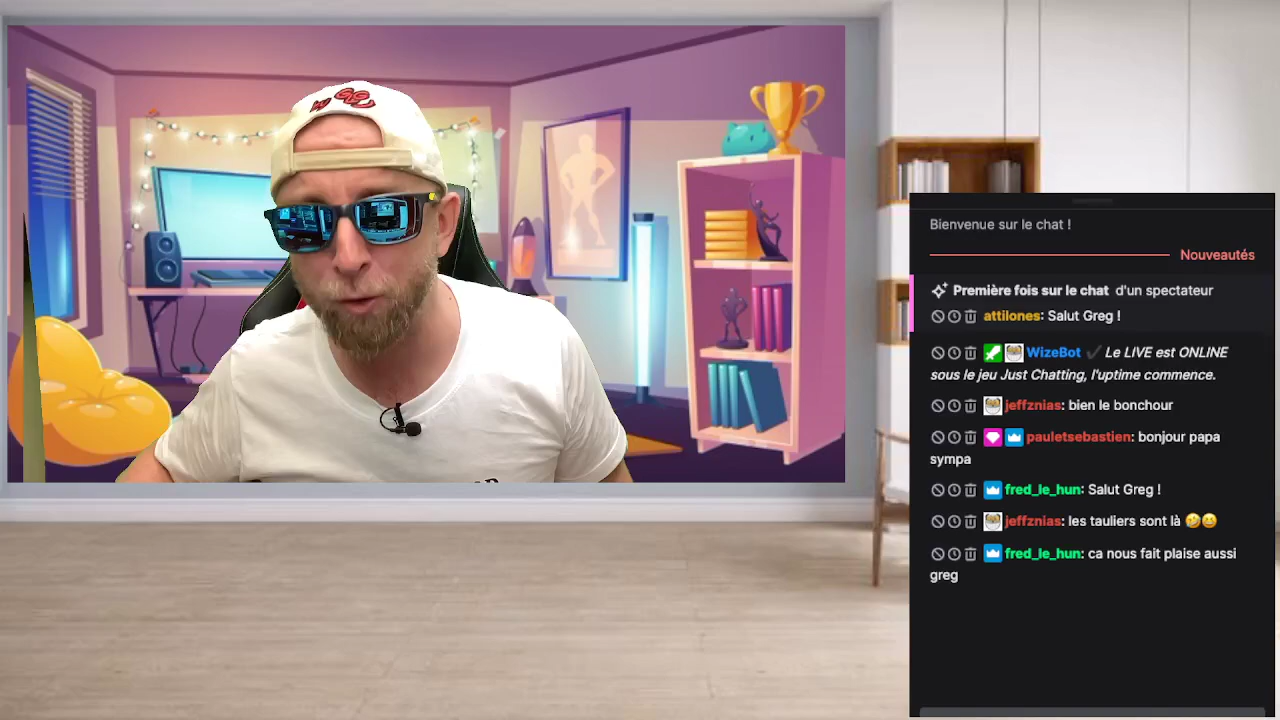 Bienvenue sur le chat !
Nouveautés
Première fois sur le chat d'un spectateur
attilones: Salut Greg !
WizeBot ✔ Le LIVE est ONLINE
sous le jeu Just Chatting, l'uptime commence.
jeffznias: bien le bonchour
pauletsebastien: bonjour papa
sympa
fred_le_hun: Salut Greg !
jeffznias: les tauliers sont là 🤣😆
fred_le_hun: ca nous fait plaise aussi
greg